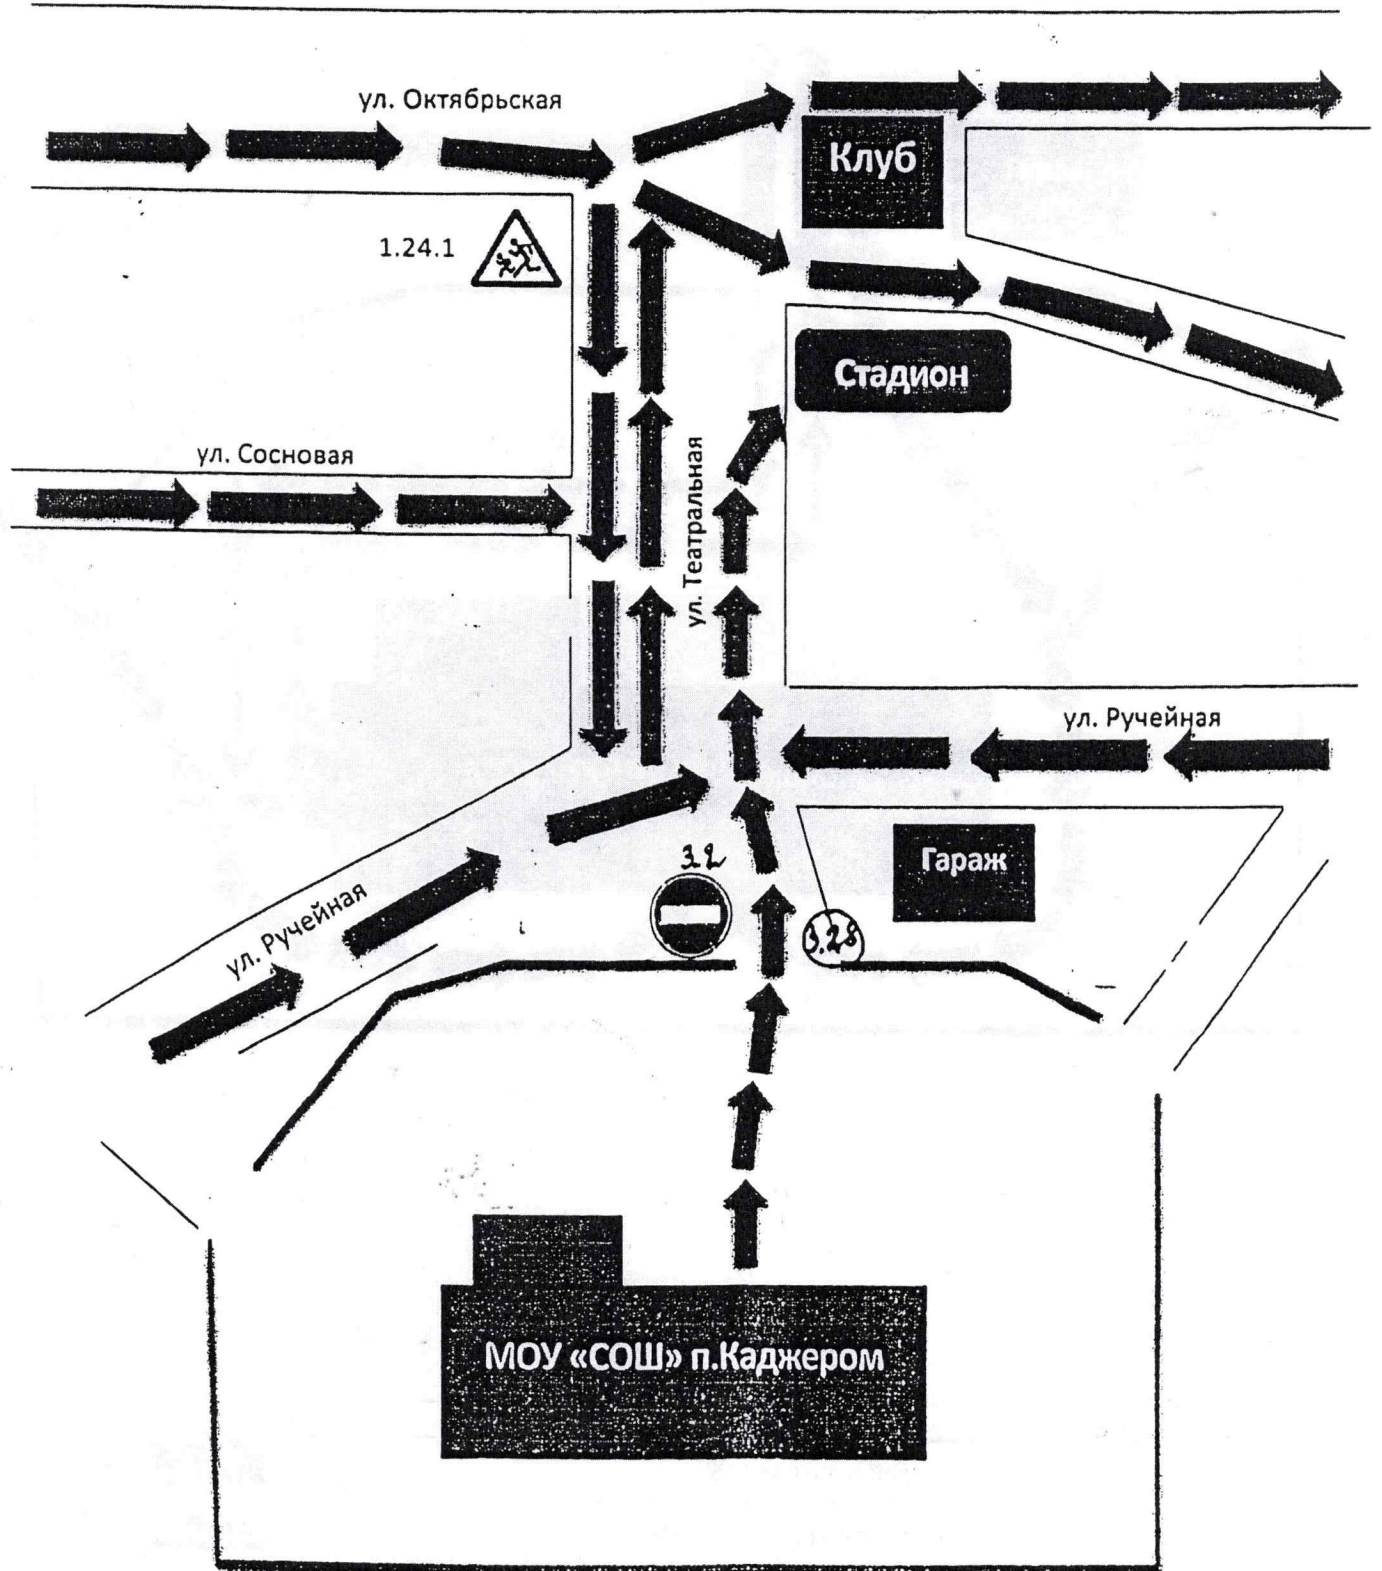 ул. Октябрьская
Клуб
1.24.1
Стадион
ул. Сосновая
ул. Театральная
ул. Ручейная
3.2
Гараж
ул. Ручейная
3.28
МОУ «СОШ» п.Каджером